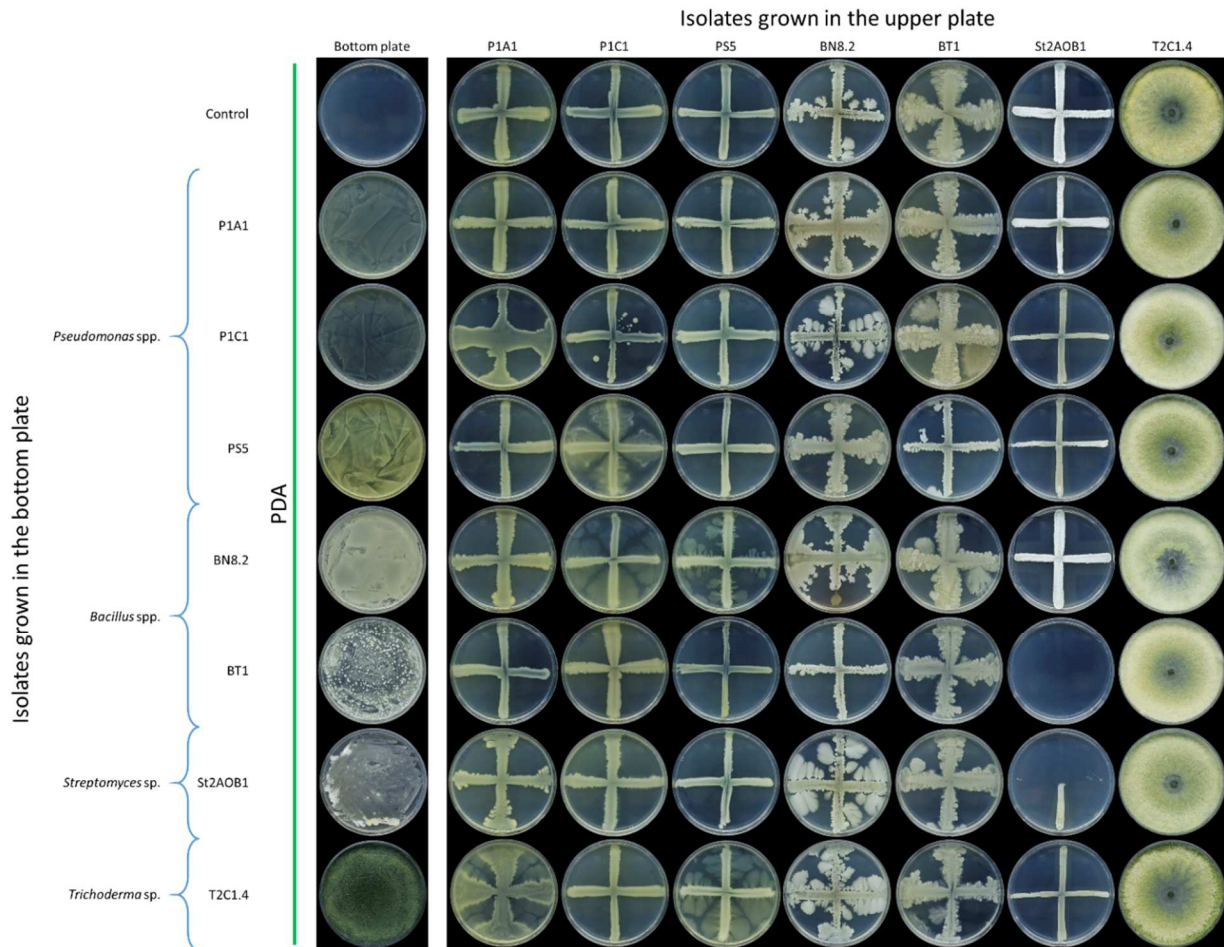 Isolates grown in the upper plate
Bottom plate P1A1 P1C1 PS5 BN8.2 BT1 St2AOB1 T2C1.4
Isolates grown in the bottom plate
PDA
Control
P1A1
Pseudomonas spp. P1C1
PS5
BN8.2
Bacillus spp.
BT1
Streptomyces sp. St2AOB1
Trichoderma sp. T2C1.4